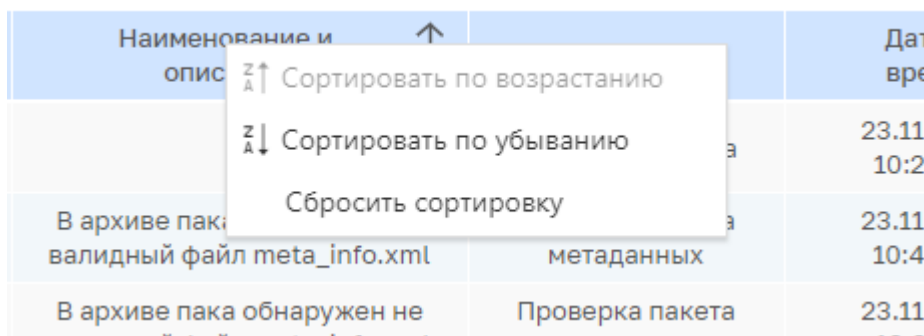 Наименование и
опис
Дат
вре
Сортировать по возрастанию
Сортировать по убыванию
Сбросить сортировку
а
23.11
10:2
В архиве пак
а
23.11
валидный файл meta_info.xml
метаданных
10:4
В архиве пака обнаружен не
Проверка пакета
23.11